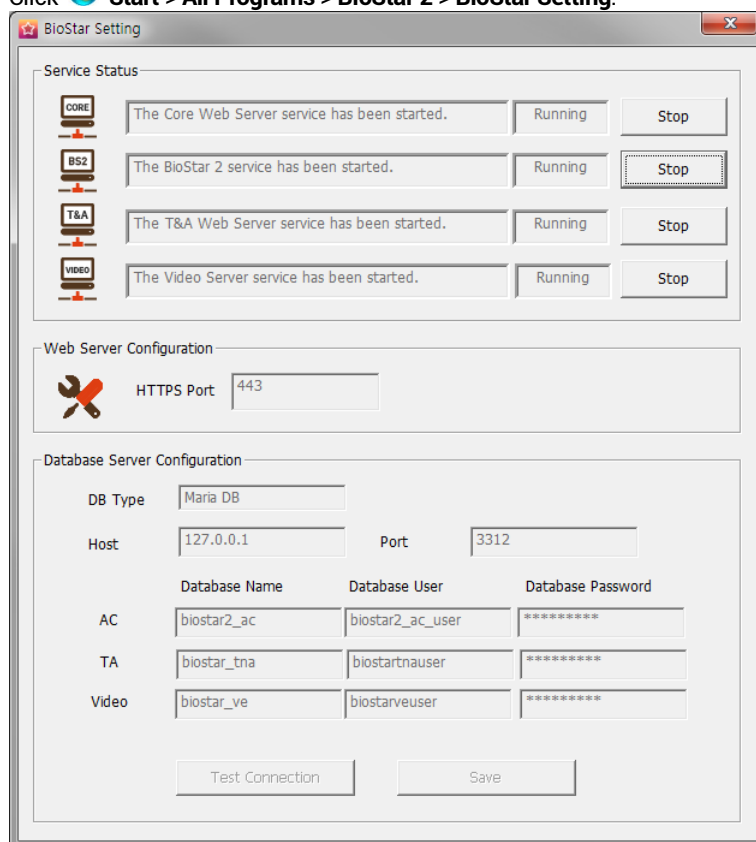 Click Start > All Programs > BioStar 2 > BioStar Setting.
BioStar Setting
Service Status
CORE The Core Web Server service has been started. Running Stop
BS2 The BioStar 2 service has been started. Running Stop
T&A The T&A Web Server service has been started. Running Stop
VIDEO The Video Server service has been started. Running Stop
Web Server Configuration
HTTPS Port 443
Database Server Configuration
DB Type Maria DB
Host 127.0.0.1 Port 3312
Database Name Database User Database Password
AC biostar2_ac biostar2_ac_user *********
TA biostar_tna biostartnauser *********
Video biostar_ve biostarveuser *********
Test Connection Save